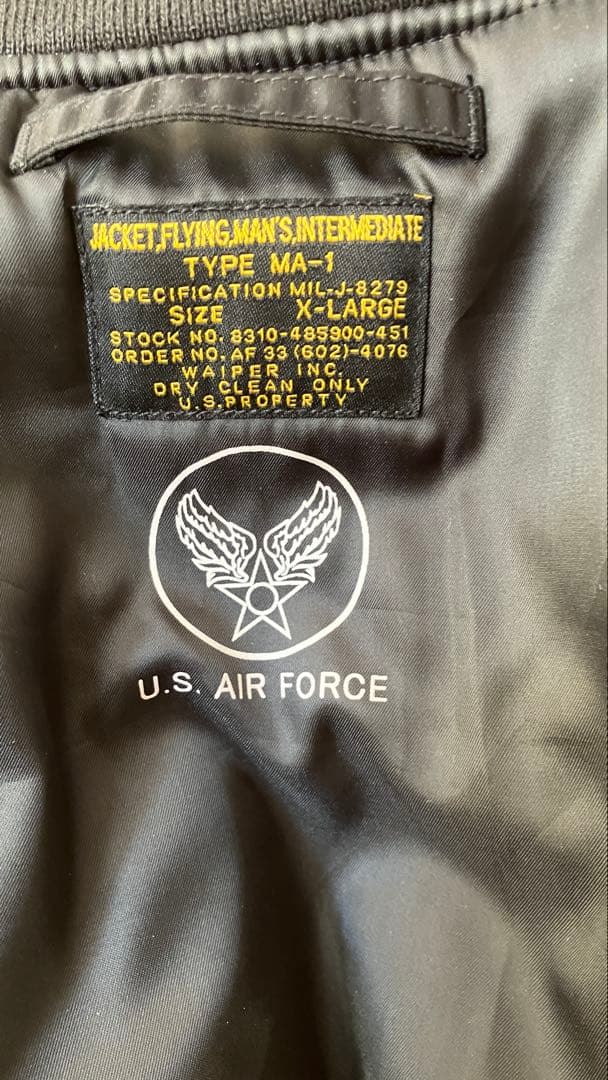 JACKET,FLYING,MAN'S,INTERMEDIATE
TYPE MA-1
SPECIFICATION MIL-J-8279
SIZE X-LARGE
STOCK NO. 8310-485900-451
ORDER NO. AF 33 (602)-4076
WAIPER INC.
DRY CLEAN ONLY
U.S.PROPERTY
U.S. AIR FORCE